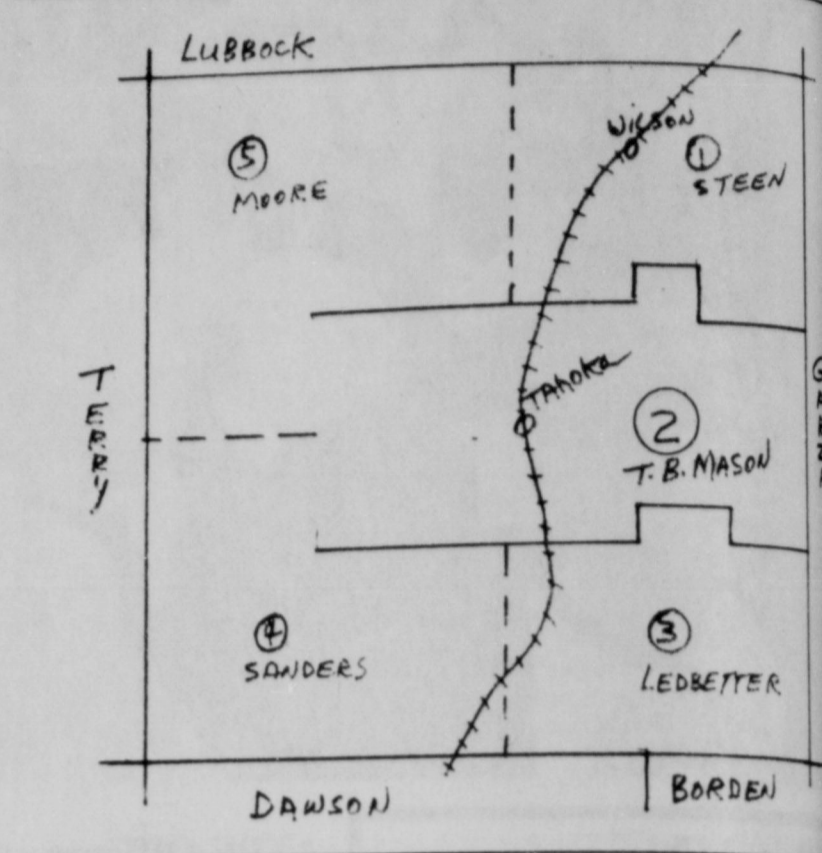 LUBBOCK
WILSON
5
MOORE
1
STEEN
TERRY
TAHOKA
2
T.B. MASON
4
SANDERS
3
LEDBETTER
DAWSON
BORDEN